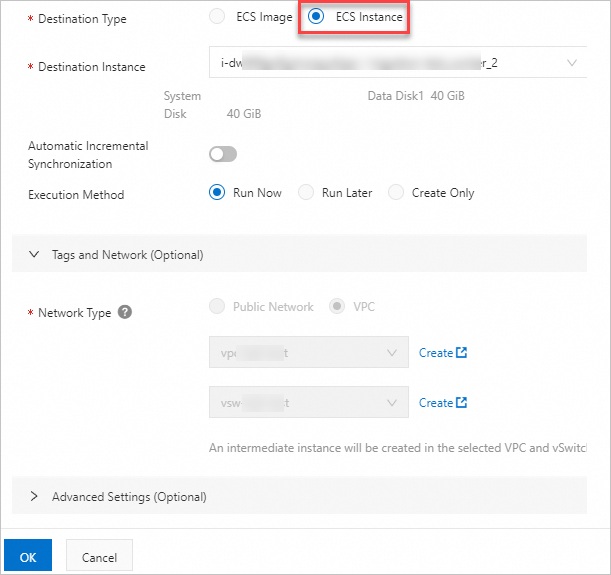 * Destination Type ECS Image ECS Instance
* Destination Instance i-dw r_2
System Disk 40 GiB Data Disk1 40 GiB
Automatic Incremental
Synchronization
Execution Method Run Now Run Later Create Only
Tags and Network (Optional)
* Network Type ? Public Network VPC
vpc t Create
vsw t Create
An intermediate instance will be created in the selected VPC and vSwitc
Advanced Settings (Optional)
OK Cancel